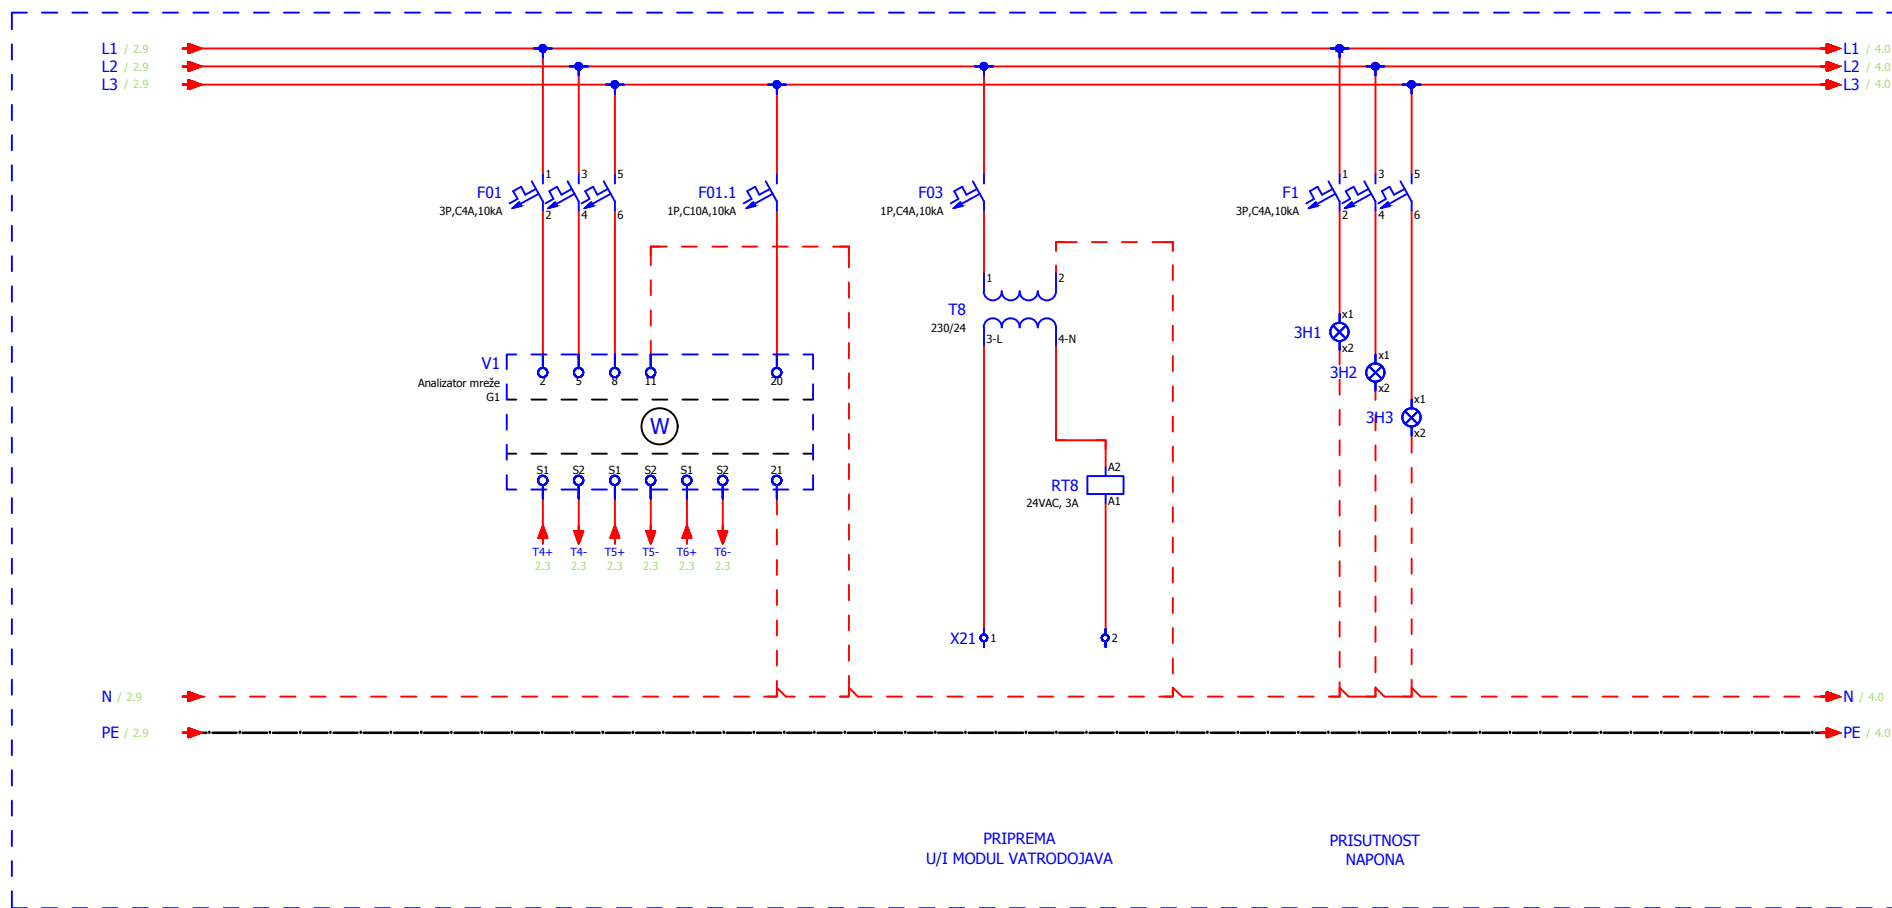 L1 / 2.9
L2 / 2.9
L3 / 2.9
L1 / 4.0
L2 / 4.0
L3 / 4.0
F01
3P,C4A,10kA
1 3 5
2 4 6
F01.1
1P,C10A,10kA
F03
1P,C4A,10kA
F1
3P,C4A,10kA
1 3 5
2 4 6
T8
230/24
1 2
3-L 4-N
3H1
x1
x2
3H2
x1
x2
3H3
x1
x2
V1
Analizator mreže
G1
2 5 8 11 20
W
S1 S2 S1 S2 S1 S2 21
T4+ T4- T5+ T5- T6+ T6-
2.3 2.3 2.3 2.3 2.3 2.3
RT8
24VAC, 3A
A2
A1
X21 1 2
N / 2.9
N / 4.0
PE / 2.9
PE / 4.0
PRIPREMA
U/I MODUL VATRODOJAVA
PRISUTNOST
NAPONA